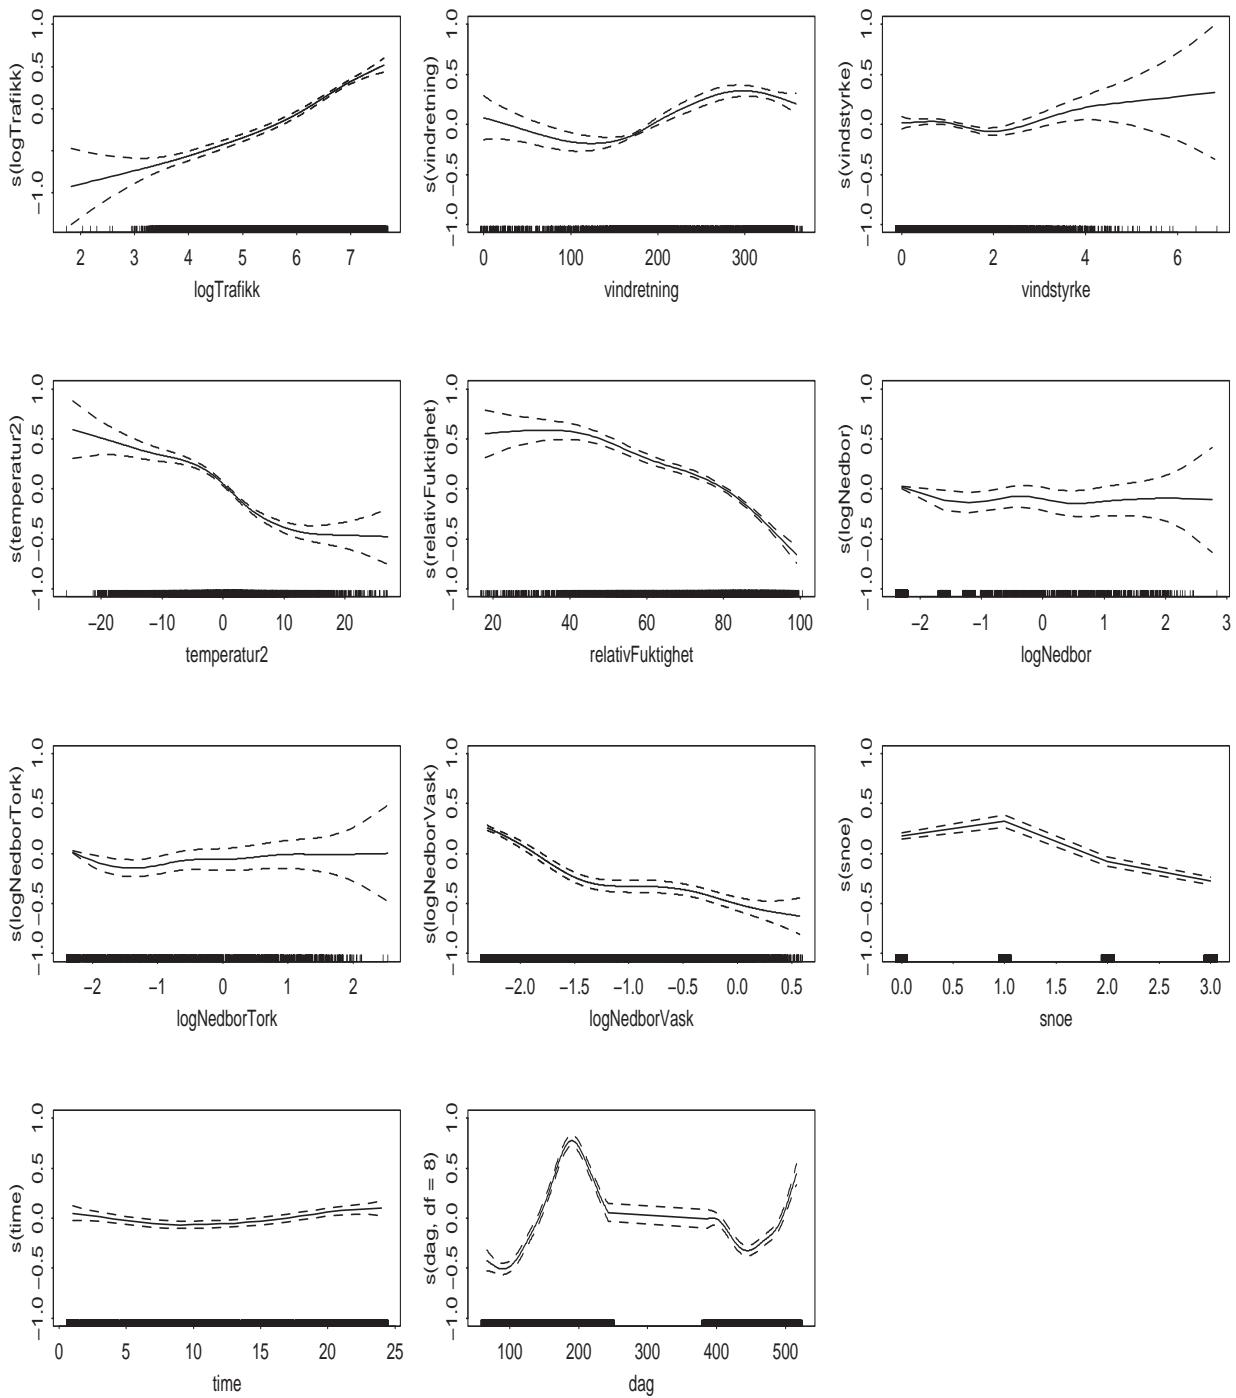 s(logTrafikk)
−1.0 0.0 0.5 1.0
2 3 4 5 6 7
logTrafikk
s(vindretning)
−1.0 −0.5 0.0 0.5 1.0
0 100 200 300
vindretning
s(vindstyrke)
−1.0 −0.5 0.0 0.5 1.0
0 2 4 6
vindstyrke
s(temperatur2)
−1.0 −0.5 0.0 0.5 1.0
−20 −10 0 10 20
temperatur2
s(relativFuktighet)
−1.0 −0.5 0.0 0.5 1.0
20 40 60 80 100
relativFuktighet
s(logNedbor)
−1.0 −0.5 0.0 0.5 1.0
−2 −1 0 1 2 3
logNedbor
s(logNedborTork)
−1.0 −0.5 0.0 0.5 1.0
−2 −1 0 1 2
logNedborTork
s(logNedborVask)
−1.0 −0.5 0.0 0.5 1.0
−2.0 −1.5 −1.0 −0.5 0.0 0.5
logNedborVask
s(snoe)
−1.0 −0.5 0.0 0.5 1.0
0.0 0.5 1.0 1.5 2.0 2.5 3.0
snoe
s(time)
−1.0 −0.5 0.0 0.5 1.0
0 5 10 15 20 25
time
s(dag, df = 8)
−1.0 −0.5 0.0 0.5 1.0
100 200 300 400 500
dag